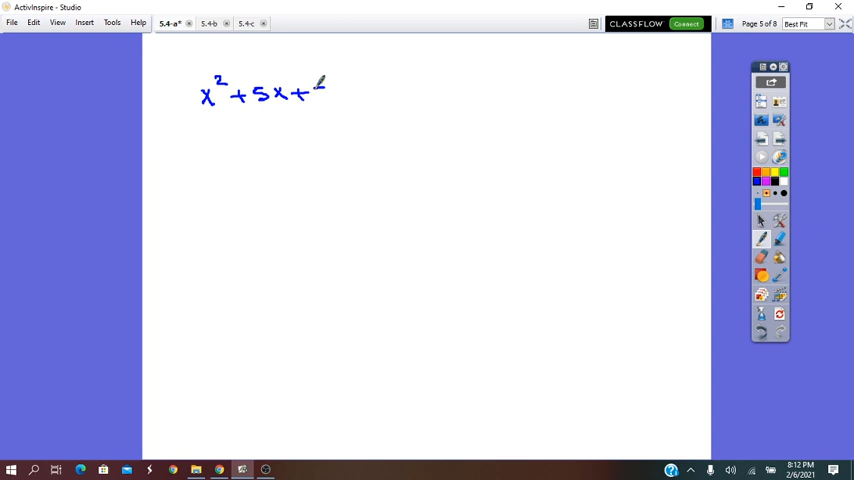 ActivInspire - Studio
File Edit View Insert Tools Help 5.4-a* 5.4-b 5.4-c CLASSFLOW Connect Page 5 of 8 Best Fit
x² + 5x +
8:12 PM
2/6/2021